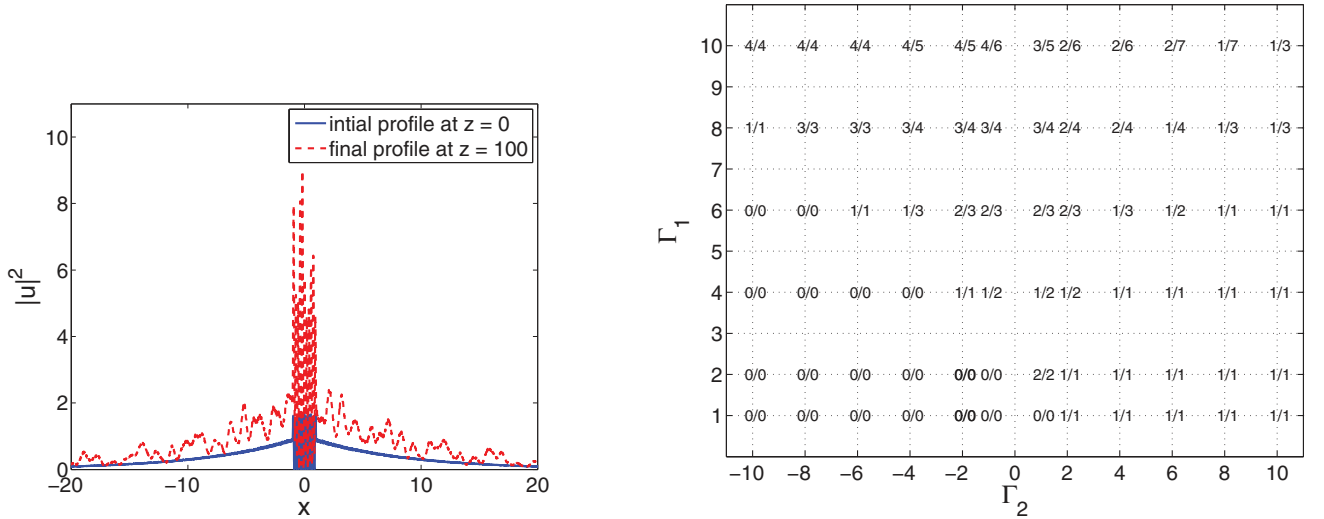 10
8
6
4
2
0
|u|²
−20
−10
0
10
20
x
intial profile at z = 0
final profile at z = 100
10
9
8
7
6
5
4
3
2
1
Γ1
4/4 4/4 4/4 4/5 4/5 4/6 3/5 2/6 2/6 2/7 1/7 1/3
1/1 3/3 3/3 3/4 3/4 3/4 3/4 2/4 2/4 1/4 1/3 1/3
0/0 0/0 1/1 1/3 2/3 2/3 2/3 2/3 1/3 1/2 1/1 1/1
0/0 0/0 0/0 0/0 1/1 1/2 1/2 1/2 1/1 1/1 1/1 1/1
0/0 0/0 0/0 0/0 0/0 0/0 2/2 1/1 1/1 1/1 1/1 1/1
0/0 0/0 0/0 0/0 0/0 0/0 0/0 1/1 1/1 1/1 1/1 1/1
−10 −8 −6 −4 −2 0 2 4 6 8 10
Γ2